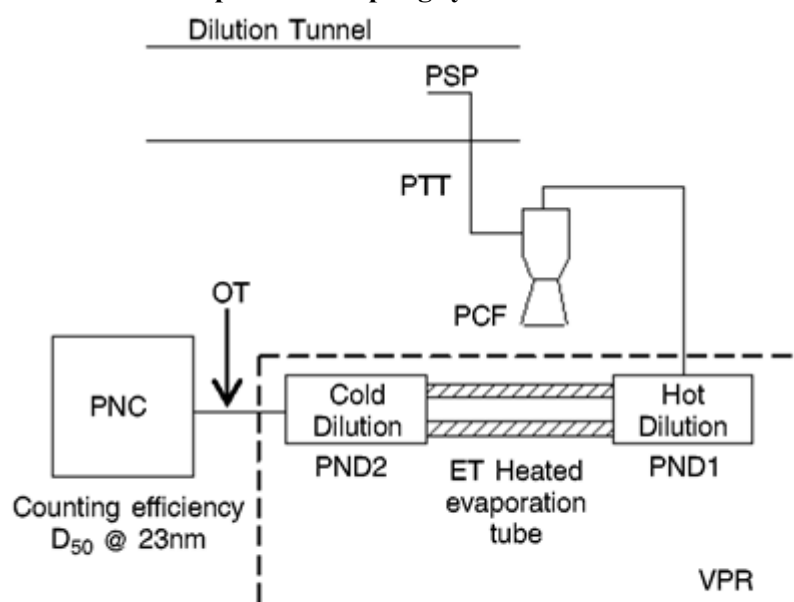 Dilution Tunnel
PSP
PTT
PCF
OT
PNC
Cold
Dilution
Hot
Dilution
PND2
ET Heated
evaporation
tube
PND1
Counting efficiency
D₅₀ @ 23nm
VPR